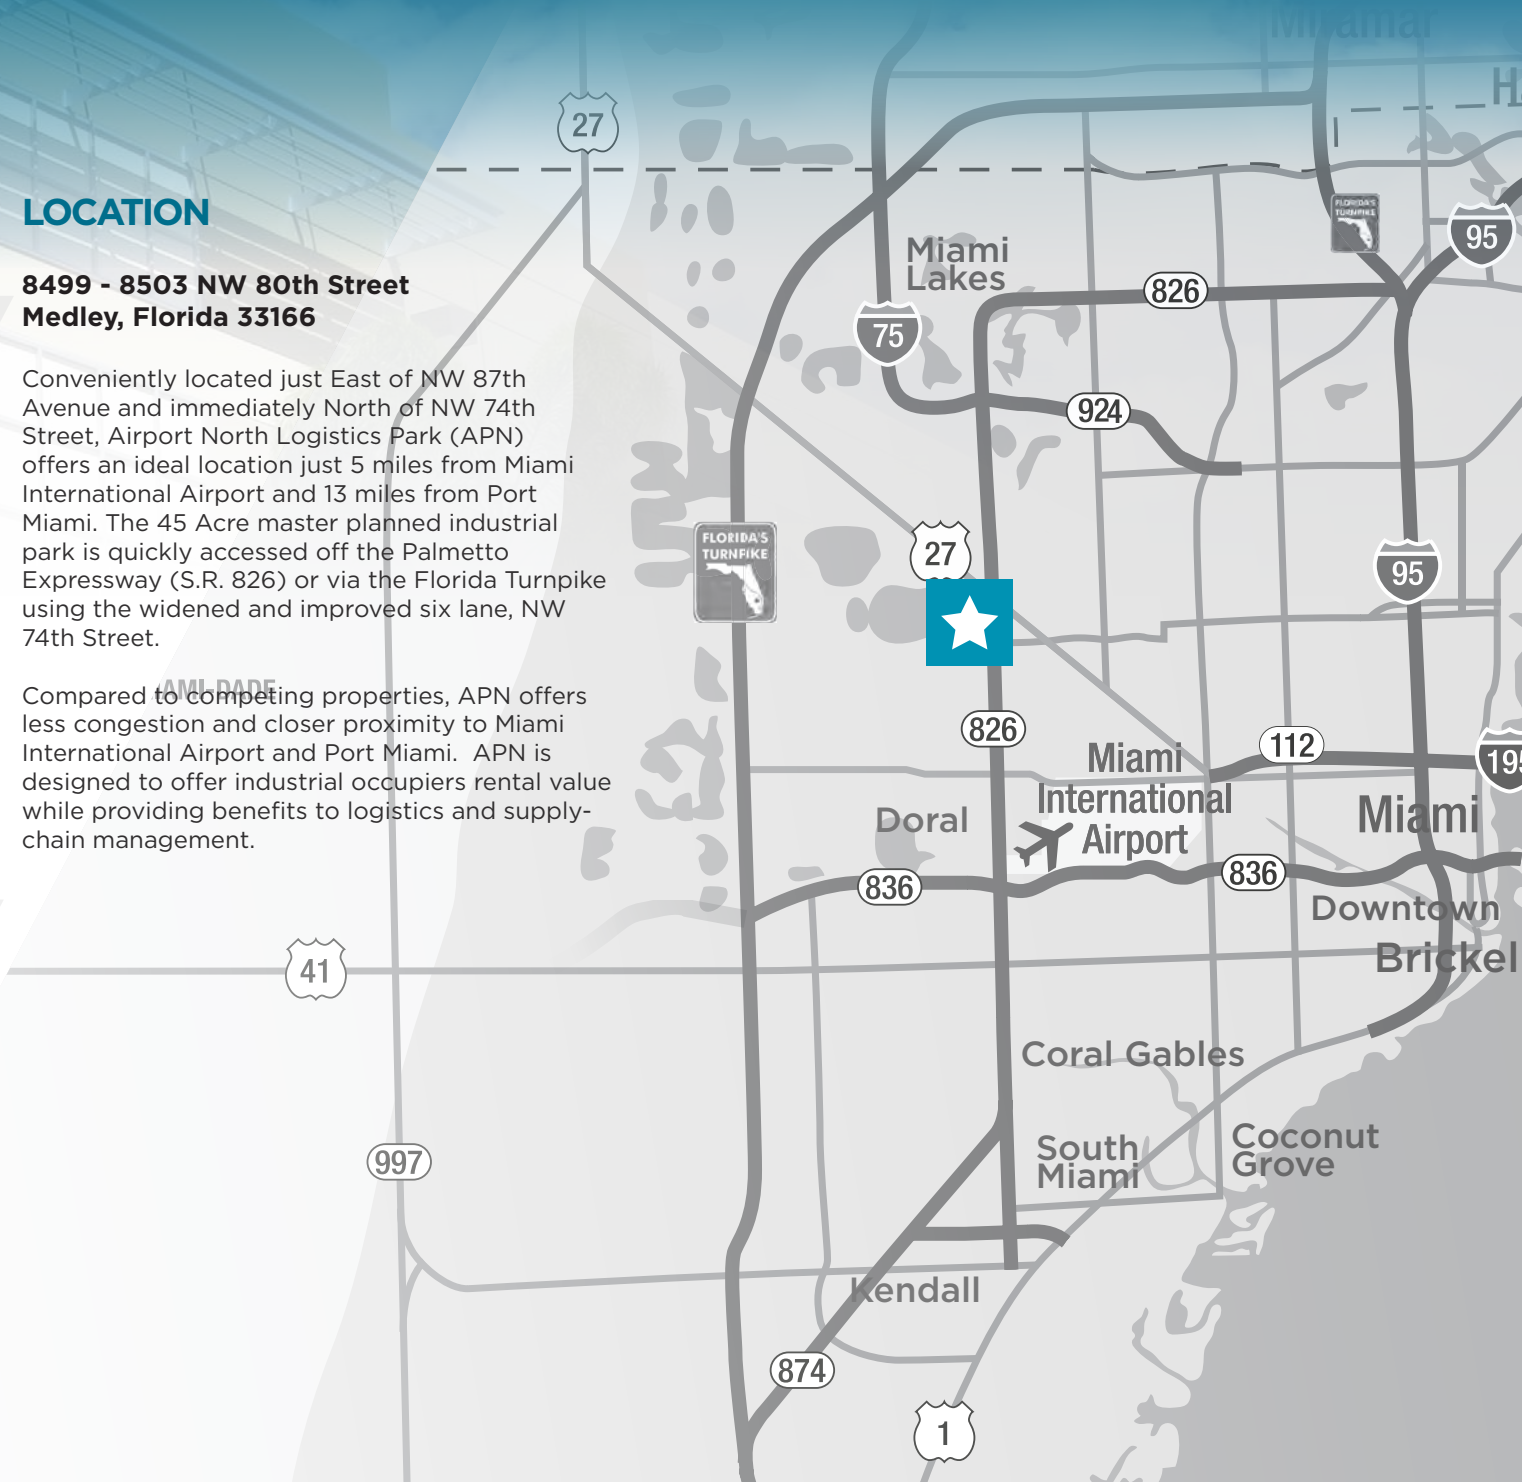 Miramar
27
LOCATION
8499 - 8503 NW 80th Street
Medley, Florida 33166
Conveniently located just East of NW 87th
Avenue and immediately North of NW 74th
Street, Airport North Logistics Park (APN)
offers an ideal location just 5 miles from Miami
International Airport and 13 miles from Port
Miami. The 45 Acre master planned industrial
park is quickly accessed off the Palmetto
Expressway (S.R. 826) or via the Florida Turnpike
using the widened and improved six lane, NW
74th Street.
Compared to competing properties, APN offers
less congestion and closer proximity to Miami
International Airport and Port Miami. APN is
designed to offer industrial occupiers rental value
while providing benefits to logistics and supply-
chain management.
AMI-DADE
FLORIDA'S
TURNPIKE
95
Miami
Lakes
826
75
924
FLORIDA'S
TURNPIKE
27
95
826
112
195
Miami
International
Airport
Miami
Doral
836
836
Downtown
Brickel
41
Coral Gables
997
South
Miami
Coconut
Grove
Kendall
874
1